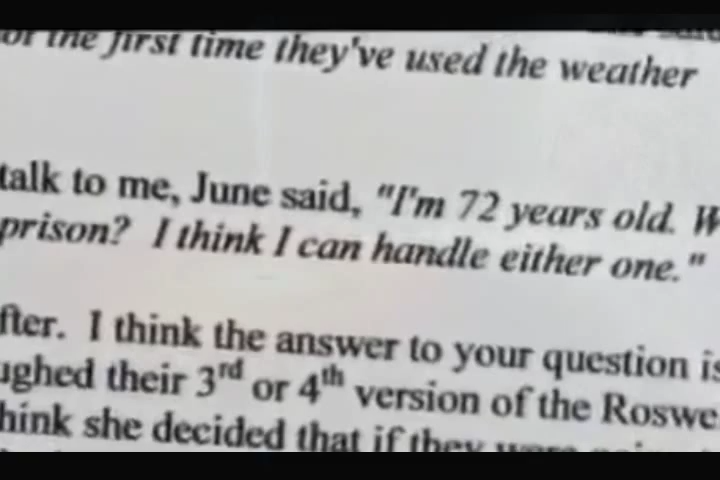 of the first time they've used the weather
talk to me, June said, "I'm 72 years old. W
prison? I think I can handle either one."
fter. I think the answer to your question is
ughed their 3rd or 4th version of the Roswe
hink she decided that if they were